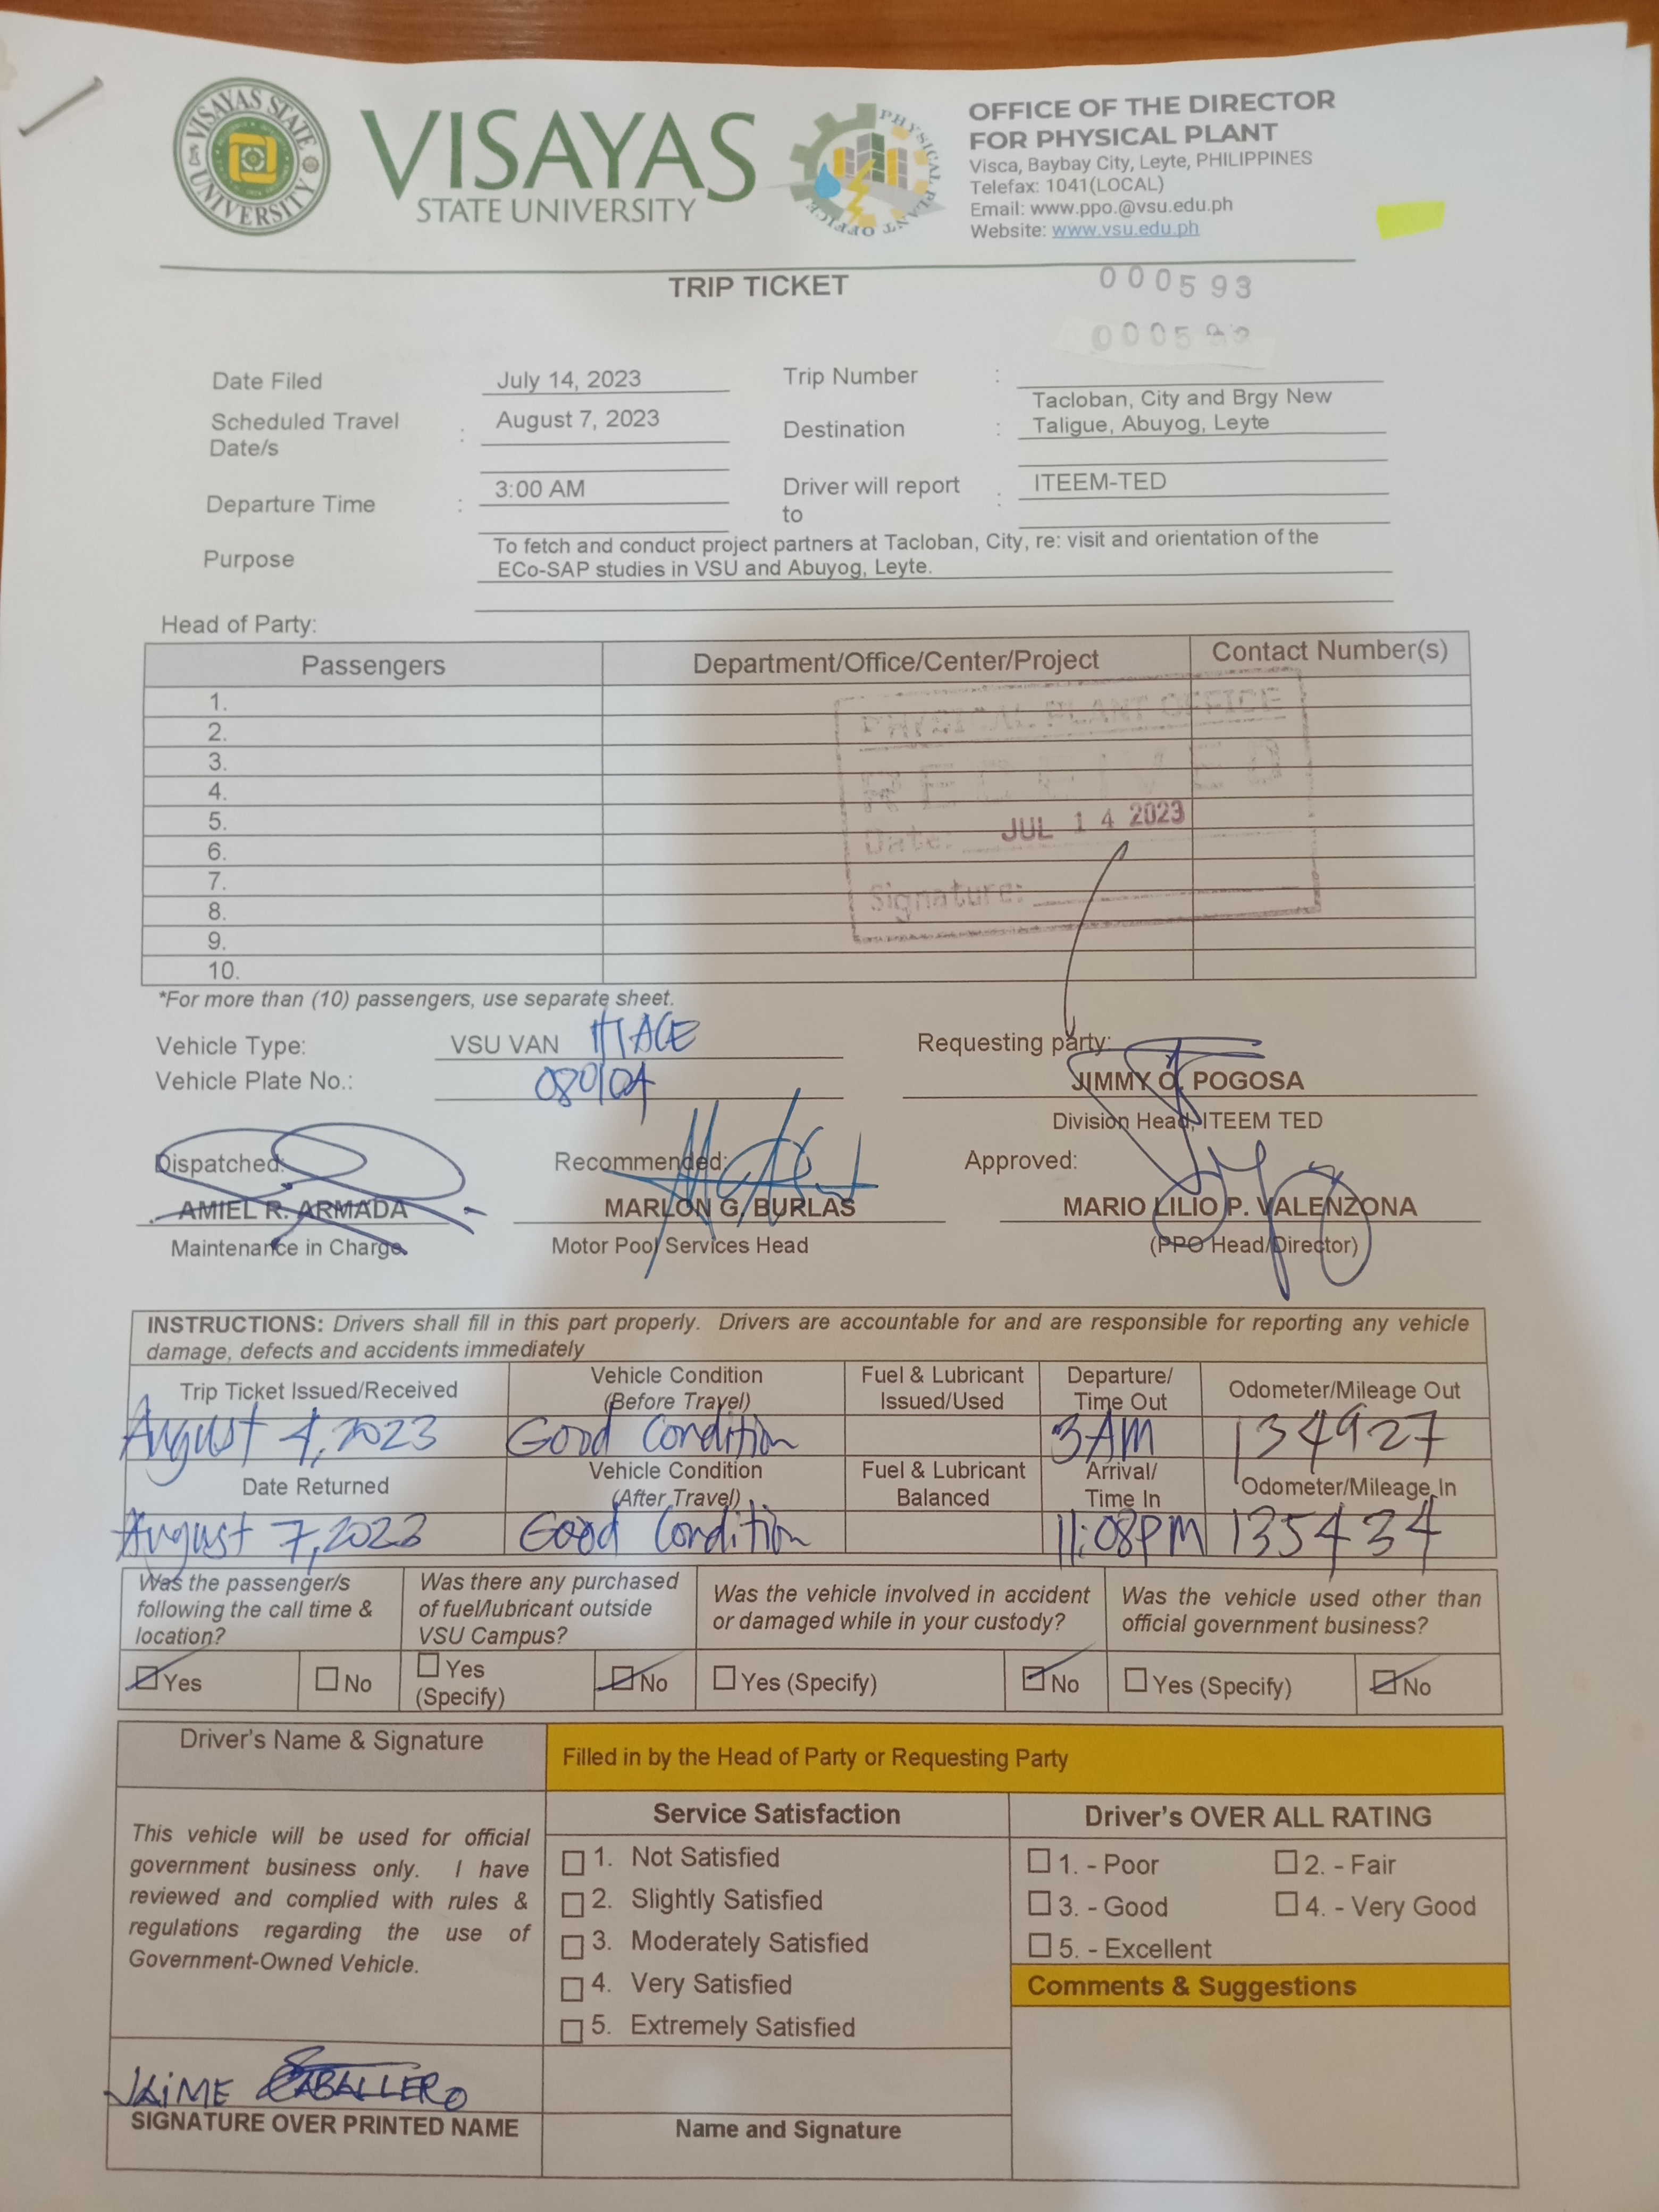 VISAYAS STATE UNIVERSITY
VISAYAS
STATE UNIVERSITY
PHYSICAL PLANT OFFICE
OFFICE OF THE DIRECTOR
FOR PHYSICAL PLANT
Visca, Baybay City, Leyte, PHILIPPINES
Telefax: 1041(LOCAL)
Email: www.ppo.@vsu.edu.ph
Website: www.vsu.edu.ph
TRIP TICKET
000593
Date Filed July 14, 2023 Trip Number :
Scheduled Travel Date/s : August 7, 2023 Destination : Tacloban, City and Brgy New Taligue, Abuyog, Leyte
Departure Time : 3:00 AM Driver will report to : ITEEM-TED
Purpose To fetch and conduct project partners at Tacloban, City, re: visit and orientation of the
ECo-SAP studies in VSU and Abuyog, Leyte.
Head of Party:
Passengers Department/Office/Center/Project Contact Number(s)
1.
2.
3.
4.
5.
6.
7.
8.
9.
10.
PHYSICAL PLANT OFFICE
RECEIVED
Date: JUL 14 2023
Signature:
*For more than (10) passengers, use separate sheet.
Vehicle Type: VSU VAN HIACE
Vehicle Plate No.: 080104
Requesting party:
JIMMY O. POGOSA
Division Head, ITEEM TED
Dispatched: Recommended: Approved:
AMIEL R. ARMADA MARLON G. BURLAS MARIO LILIO P. VALENZONA
Maintenance in Charge Motor Pool Services Head (PPO Head/Director)
INSTRUCTIONS: Drivers shall fill in this part properly. Drivers are accountable for and are responsible for reporting any vehicle
damage, defects and accidents immediately
Trip Ticket Issued/Received Vehicle Condition (Before Travel) Fuel & Lubricant Issued/Used Departure/ Time Out Odometer/Mileage Out
August 4, 2023 Good Condition 3AM 134927
Date Returned Vehicle Condition (After Travel) Fuel & Lubricant Balanced Arrival/ Time In Odometer/Mileage In
August 7, 2023 Good Condition 11:08PM 135434
Was the passenger/s following the call time & location? Was there any purchased of fuel/lubricant outside VSU Campus? Was the vehicle involved in accident or damaged while in your custody? Was the vehicle used other than official government business?
Yes No Yes (Specify) No Yes (Specify) No Yes (Specify) No
Driver's Name & Signature Filled in by the Head of Party or Requesting Party
This vehicle will be used for official
government business only. I have
reviewed and complied with rules &
regulations regarding the use of
Government-Owned Vehicle.
Service Satisfaction
1. Not Satisfied
2. Slightly Satisfied
3. Moderately Satisfied
4. Very Satisfied
5. Extremely Satisfied
Driver's OVER ALL RATING
1. - Poor 2. - Fair
3. - Good 4. - Very Good
5. - Excellent
Comments & Suggestions
JAIME CABALLERO
SIGNATURE OVER PRINTED NAME Name and Signature